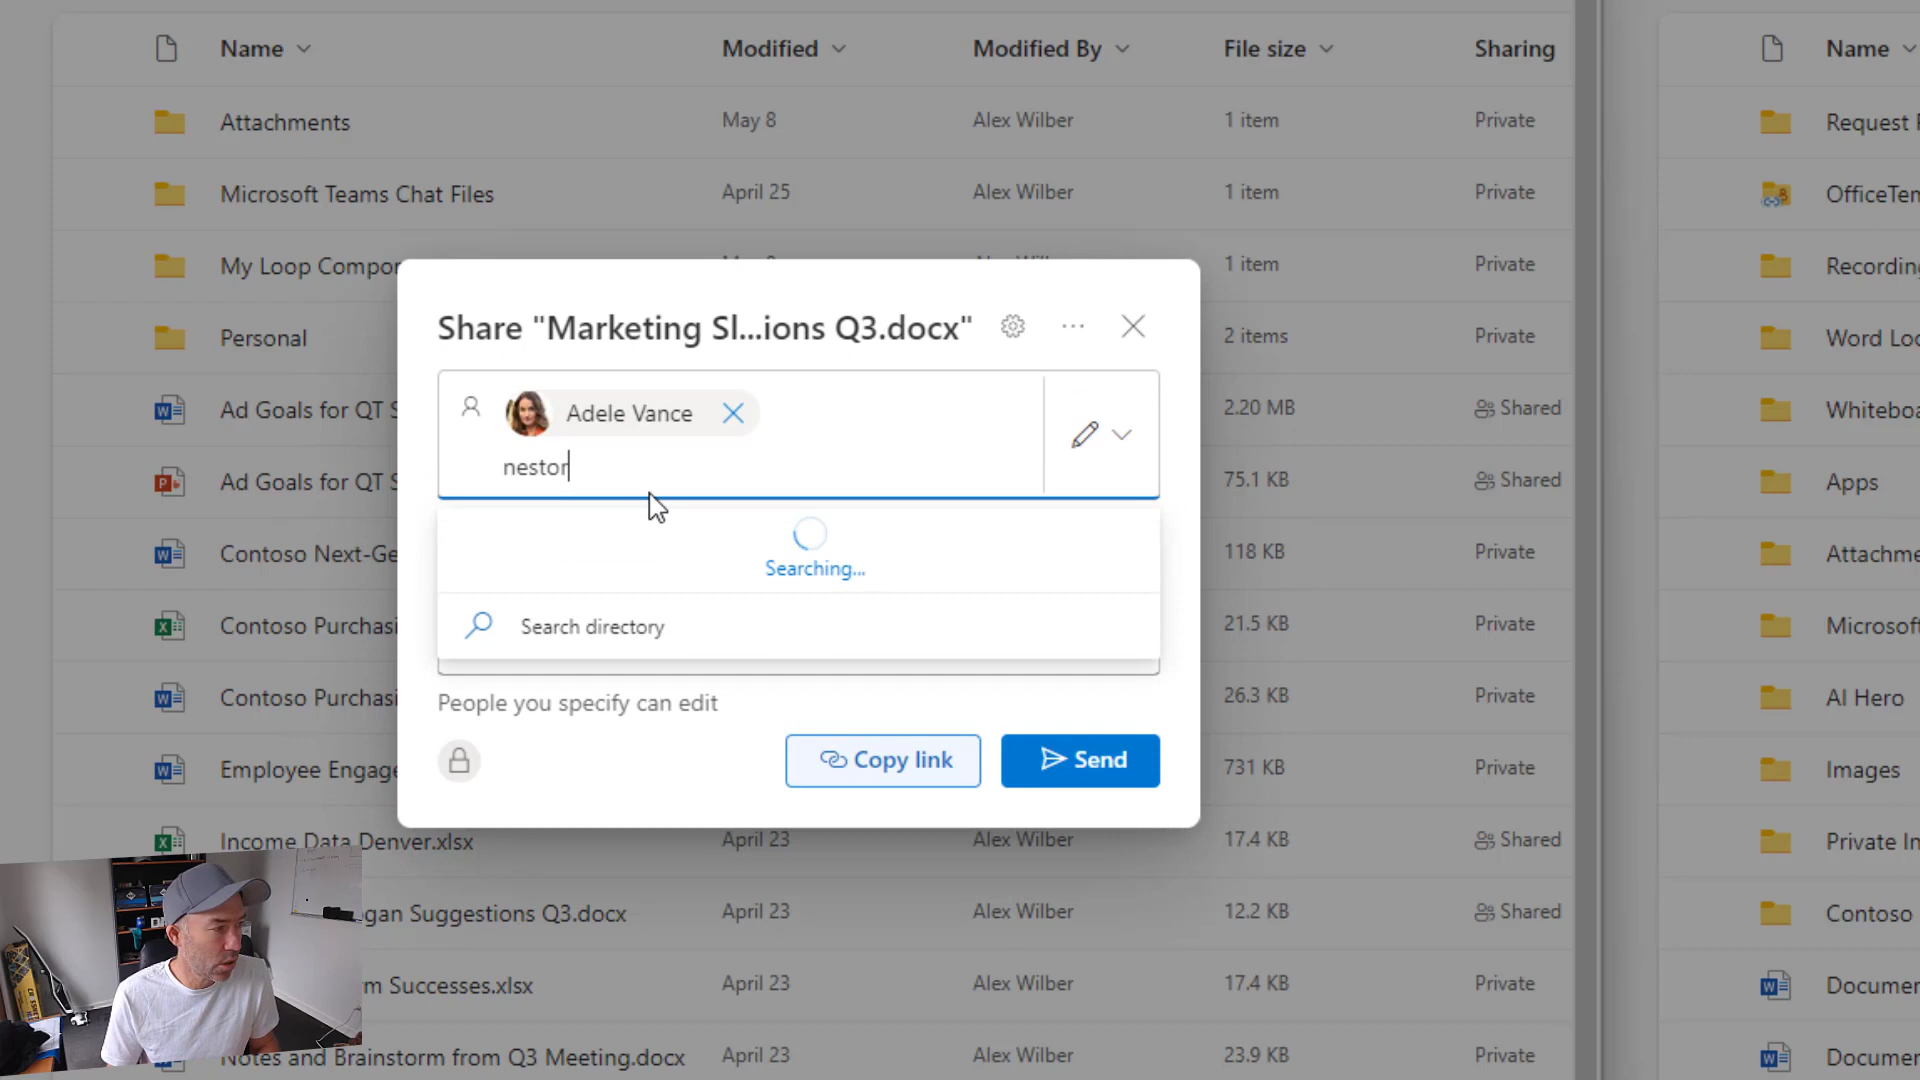 Name
Modified
Modified By
File size
Sharing
Name
Attachments
May 8
Alex Wilber
1 item
Private
Request
Microsoft Teams Chat Files
April 25
Alex Wilber
1 item
Private
OfficeTem
My Loop Compor
1 item
Private
Recording
Personal
2 items
Private
Word Loo
Ad Goals for QT S
2.20 MB
Shared
Whiteboa
Ad Goals for QT S
75.1 KB
Shared
Apps
Contoso Next-Ge
118 KB
Private
Attachme
Contoso Purchasi
21.5 KB
Private
Microsoft
Contoso Purchasi
26.3 KB
Private
AI Hero
Employee Engage
731 KB
Private
Images
Income Data Denver.xlsx
April 23
Alex Wilber
17.4 KB
Shared
Private In
ogan Suggestions Q3.docx
April 23
Alex Wilber
12.2 KB
Shared
Contoso
m Successes.xlsx
April 23
Alex Wilber
17.4 KB
Private
Documen
Notes and Brainstorm from Q3 Meeting.docx
April 23
Alex Wilber
23.9 KB
Private
Documen
Share "Marketing Sl...ions Q3.docx"
Adele Vance
nestor
Searching...
Search directory
People you specify can edit
Copy link
Send